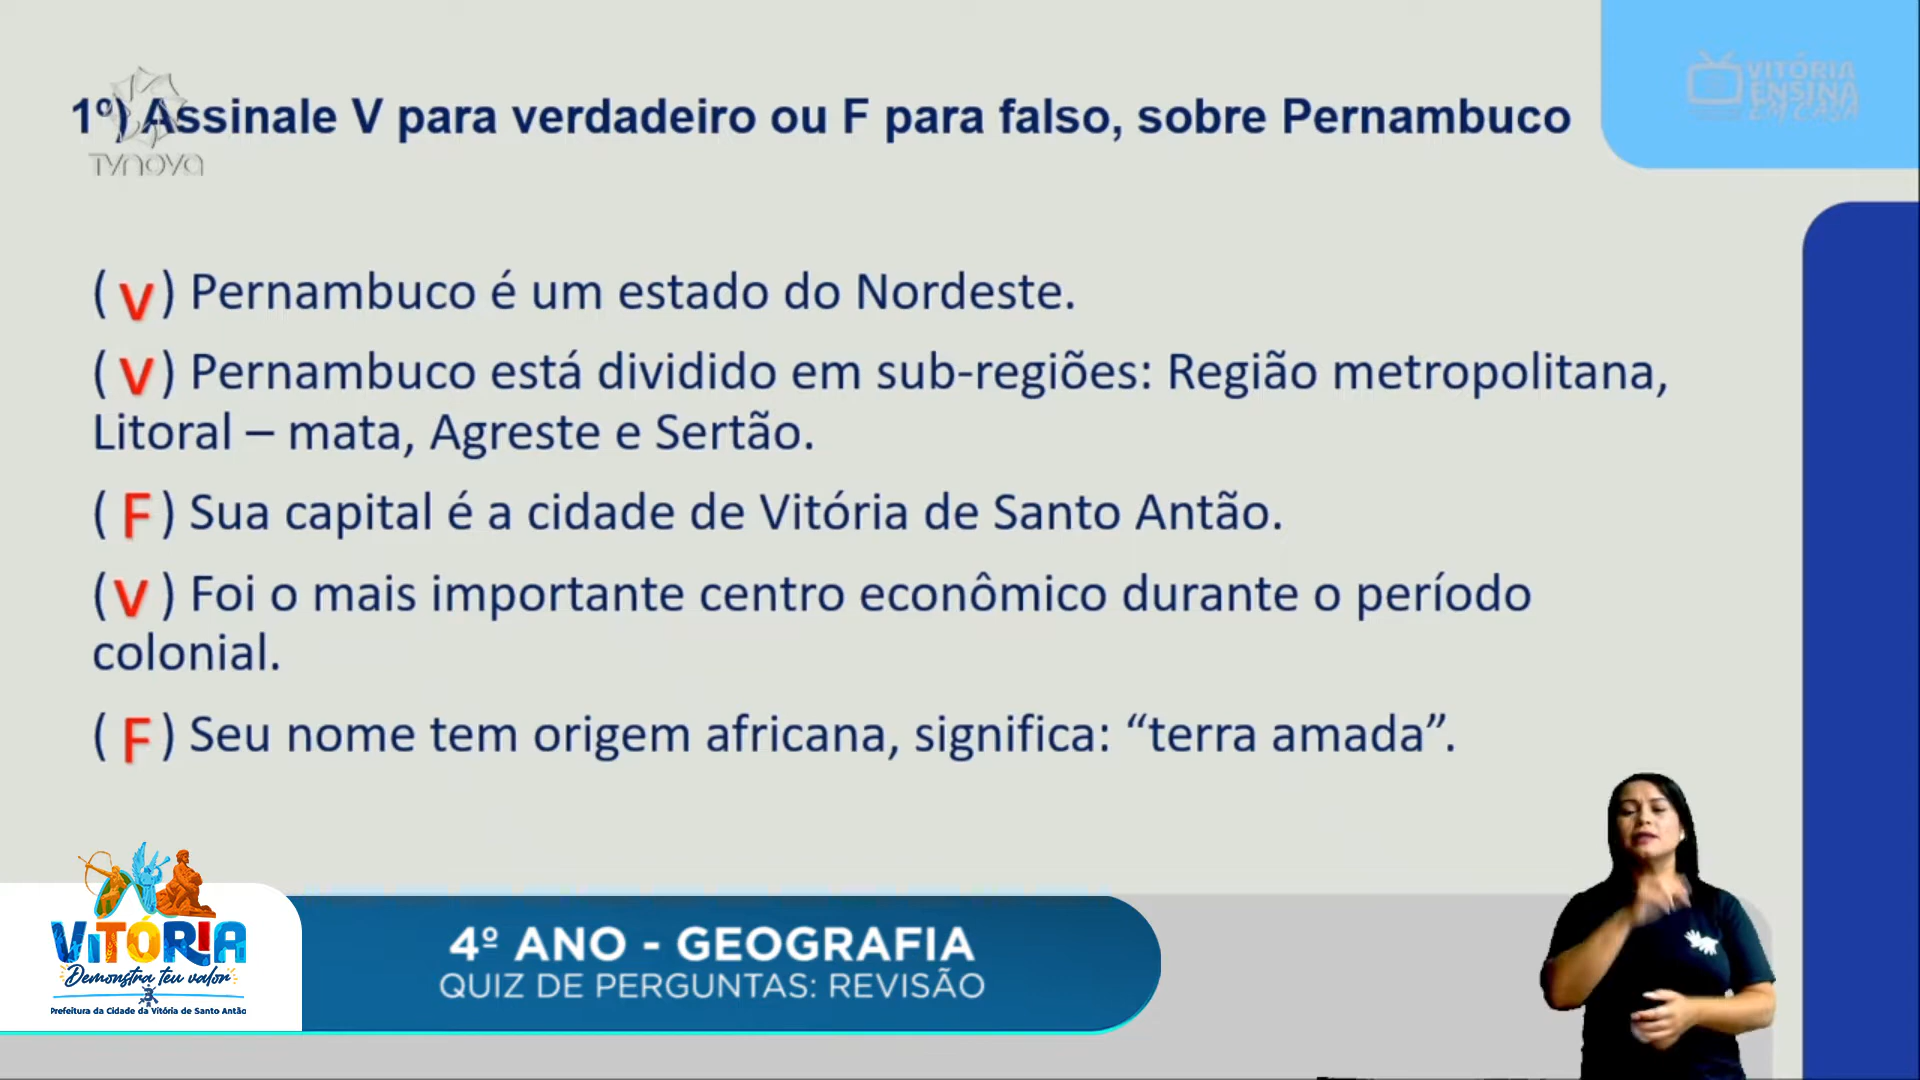 1º) Assinale V para verdadeiro ou F para falso, sobre Pernambuco
TVNOVA
VITÓRIA
ENSINA
EM CASA
( V ) Pernambuco é um estado do Nordeste.
( V ) Pernambuco está dividido em sub-regiões: Região metropolitana,
Litoral – mata, Agreste e Sertão.
( F ) Sua capital é a cidade de Vitória de Santo Antão.
( V ) Foi o mais importante centro econômico durante o período
colonial.
( F ) Seu nome tem origem africana, significa: “terra amada”.
VITÓRIA
Demonstra teu valor
Prefeitura da Cidade da Vitória de Santo Antão
4º ANO - GEOGRAFIA
QUIZ DE PERGUNTAS: REVISÃO